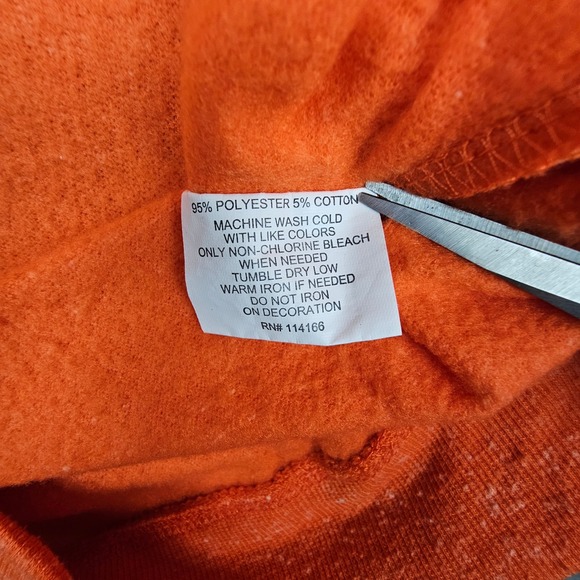 95% POLYESTER 5% COTTON
MACHINE WASH COLD
WITH LIKE COLORS
ONLY NON-CHLORINE BLEACH
WHEN NEEDED
TUMBLE DRY LOW
WARM IRON IF NEEDED
DO NOT IRON
ON DECORATION
RN# 114166